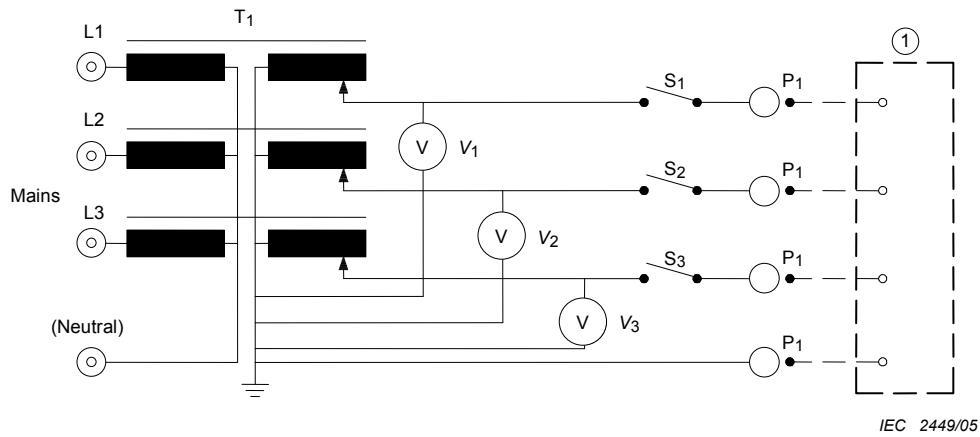 T1
1
L1
S1
P1
V
V1
L2
S2
P1
Mains
V
V2
L3
S3
P1
V
V3
(Neutral)
P1
IEC 2449/05